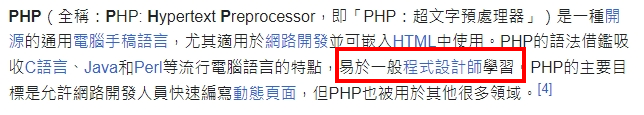 PHP（全稱：PHP: Hypertext Preprocessor，即「PHP：超文字預處理器」）是一種開
源的通用電腦手稿語言，尤其適用於網路開發並可嵌入HTML中使用。PHP的語法借鑑吸
收C語言、Java和Perl等流行電腦語言的特點，易於一般程式設計師學習。PHP的主要目
標是允許網路開發人員快速編寫動態頁面，但PHP也被用於其他很多領域。[4]